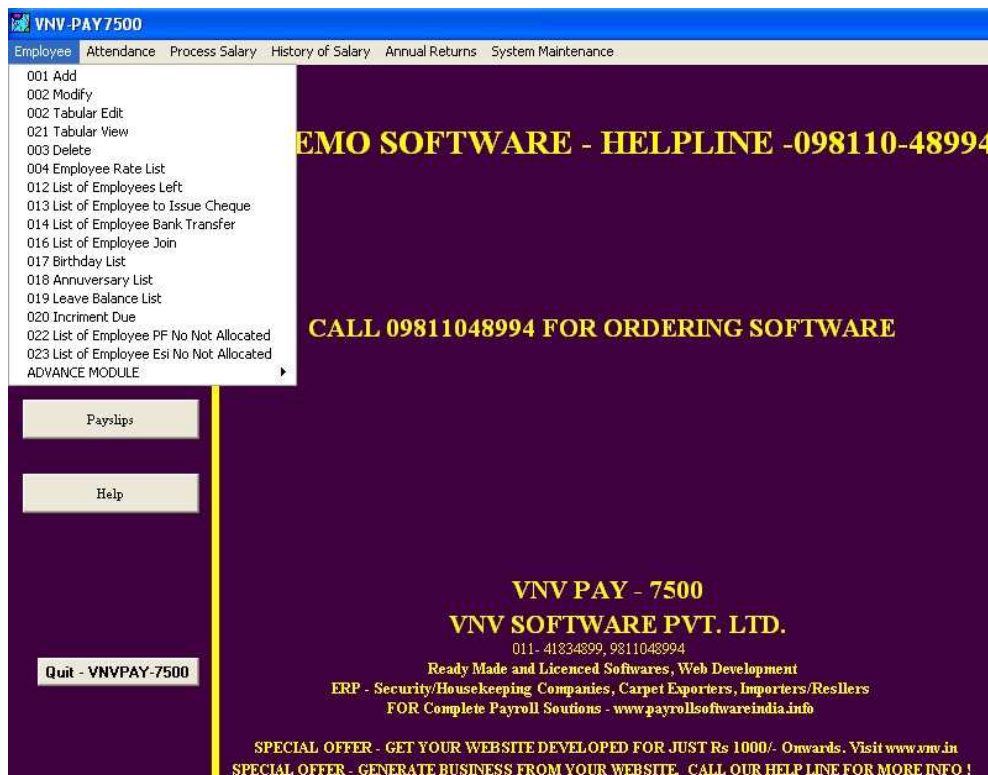 VNV-PAY7500
Employee Attendance Process Salary History of Salary Annual Returns System Maintenance
001 Add
002 Modify
002 Tabular Edit
021 Tabular View
003 Delete
004 Employee Rate List
012 List of Employees Left
013 List of Employee to Issue Cheque
014 List of Employee Bank Transfer
016 List of Employee Join
017 Birthday List
018 Annuversary List
019 Leave Balance List
020 Incriment Due
022 List of Employee PF No Not Allocated
023 List of Employee Esi No Not Allocated
ADVANCE MODULE
EMO SOFTWARE - HELPLINE -098110-48994
CALL 09811048994 FOR ORDERING SOFTWARE
Payslips
Help
Quit - VNVPAY-7500
VNV PAY - 7500
VNV SOFTWARE PVT. LTD.
011- 41834899, 9811048994
Ready Made and Licenced Softwares, Web Development
ERP - Security/Housekeeping Companies, Carpet Exporters, Importers/Resllers
FOR Complete Payroll Soutions - www.payrollsoftwareindia.info
SPECIAL OFFER - GET YOUR WEBSITE DEVELOPED FOR JUST Rs 1000/- Onwards. Visit www.vnv.in
SPECIAL OFFER - GENERATE BUSINESS FROM YOUR WEBSITE. CALL OUR HELP LINE FOR MORE INFO !